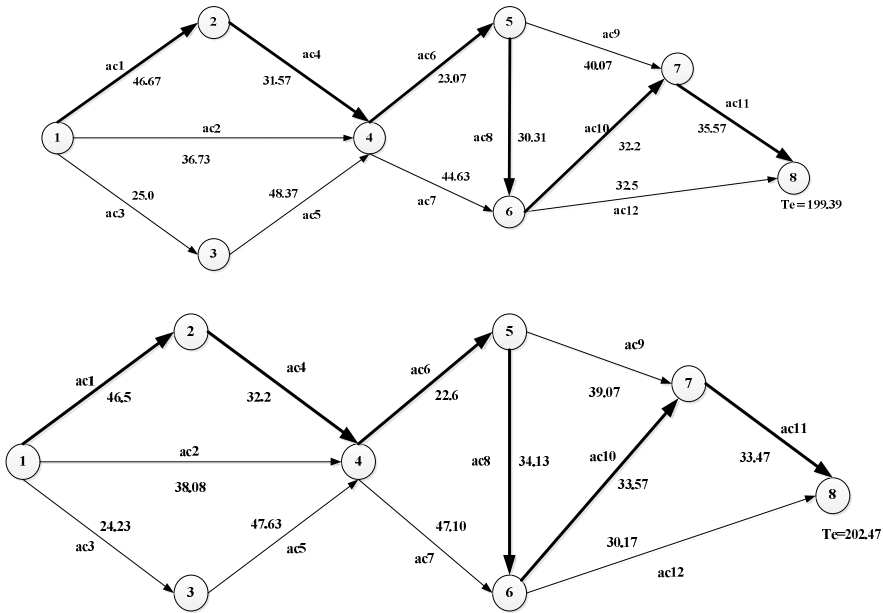 2
5
ac9
ac1
ac4
ac6
40.07
7
46.67
31.57
23.07
ac11
1
ac2
4
ac8
30.31
ac10
35.57
36.73
32.2
25.0
48.37
44.63
32.5
8
ac3
ac5
ac7
6
ac12
Te = 199.39
3
2
5
ac9
ac1
ac4
ac6
39.07
7
46.5
32.2
22.6
ac11
1
ac2
4
ac8
34.13
ac10
33.47
38.08
33.57
8
24.23
47.63
47.10
30.17
Te=202.47
ac3
ac5
ac7
ac12
3
6